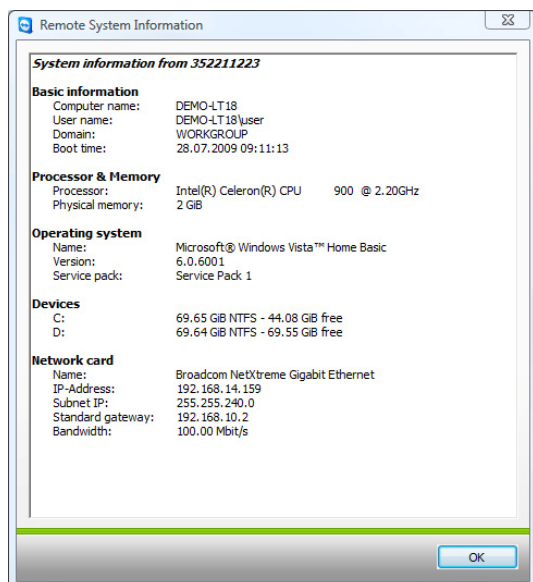 Remote System Information
System information from 352211223
Basic information
Computer name: DEMO-LT18
User name: DEMO-LT18\user
Domain: WORKGROUP
Boot time: 28.07.2009 09:11:13
Processor & Memory
Processor: Intel(R) Celeron(R) CPU 900 @ 2.20GHz
Physical memory: 2 GiB
Operating system
Name: Microsoft® Windows Vista™ Home Basic
Version: 6.0.6001
Service pack: Service Pack 1
Devices
C: 69.65 GiB NTFS - 44.08 GiB free
D: 69.64 GiB NTFS - 69.55 GiB free
Network card
Name: Broadcom NetXtreme Gigabit Ethernet
IP-Address: 192.168.14.159
Subnet IP: 255.255.240.0
Standard gateway: 192.168.10.2
Bandwidth: 100.00 Mbit/s
OK